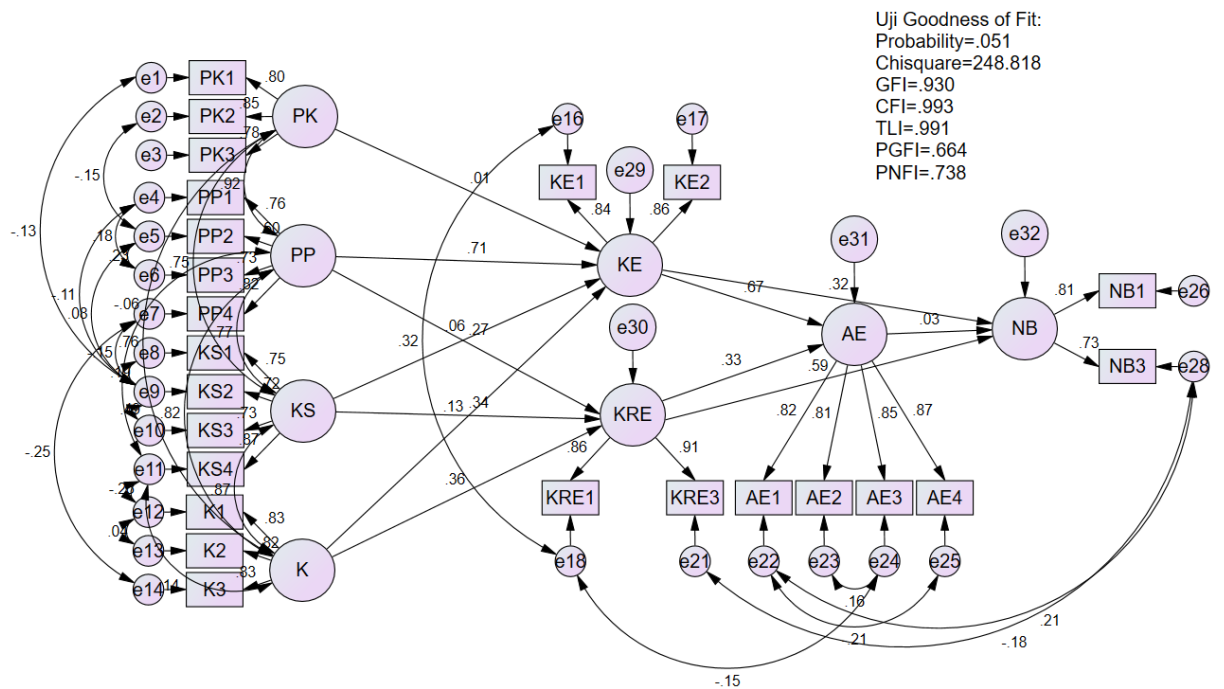 Uji Goodness of Fit:
Probability=.051
Chisquare=248.818
GFI=.930
CFI=.993
TLI=.991
PGFI=.664
PNFI=.738
e1 PK1 .80
e2 PK2 .85 PK
e3 PK3 .78
e16 e17
-.15 .92 KE1 e29 KE2
e4 PP1 .76 .01 .84 .86
-.13 .18 e5 PP2 .60 e31 e32
.71
e6 .75 PP3 .73 PP KE
.82 .67 .32 .81 NB1 e26
-.11 -.06
.08 e7 PP4 .06 .27 e30 AE .03 NB
.77
-.15 .76 e8 KS1 .75 .32 .33 .59 .73 NB3 e28
e9 KS2 .72
.13 .34 KRE .82 .81 .85 .87
e10 .82 KS3 .73 KS
.87 .86 .91
-.25 e11 KS4 .36
.87 KRE1 KRE3 AE1 AE2 AE3 AE4
e12 K1 .83
.04 e13 K2 .82 K
e18 e21 e22 e23 e24 e25
e14 K3 .83
.16
.21 -.18 .21
-.15